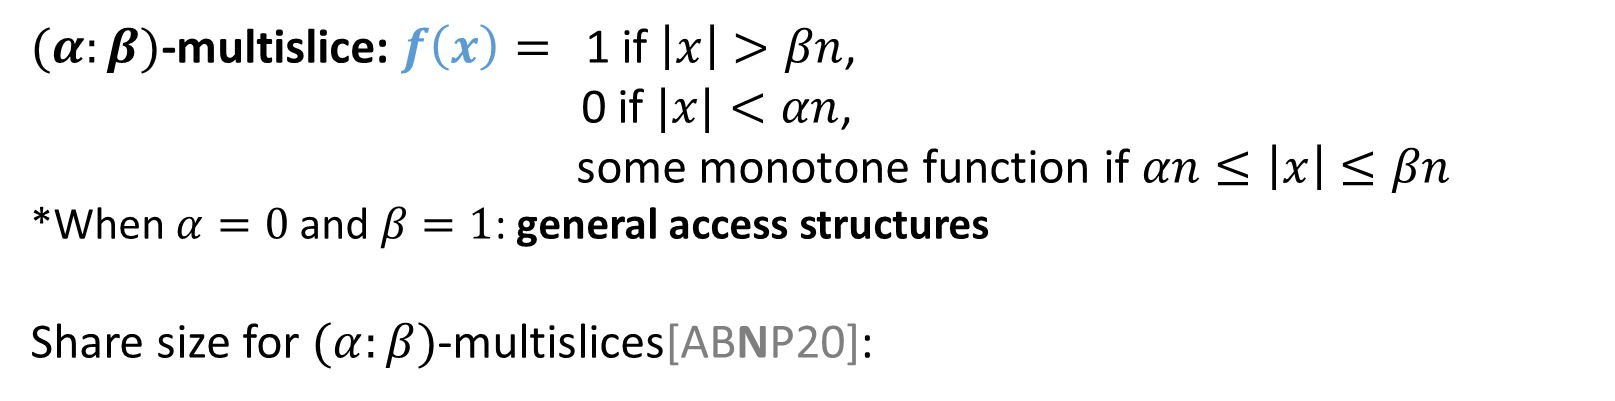 (α: β)-multislice: f(x) = 1 if |x| > βn,
0 if |x| < αn,
some monotone function if αn ≤ |x| ≤ βn
*When α = 0 and β = 1: general access structures
Share size for (α: β)-multislices[ABNP20]: